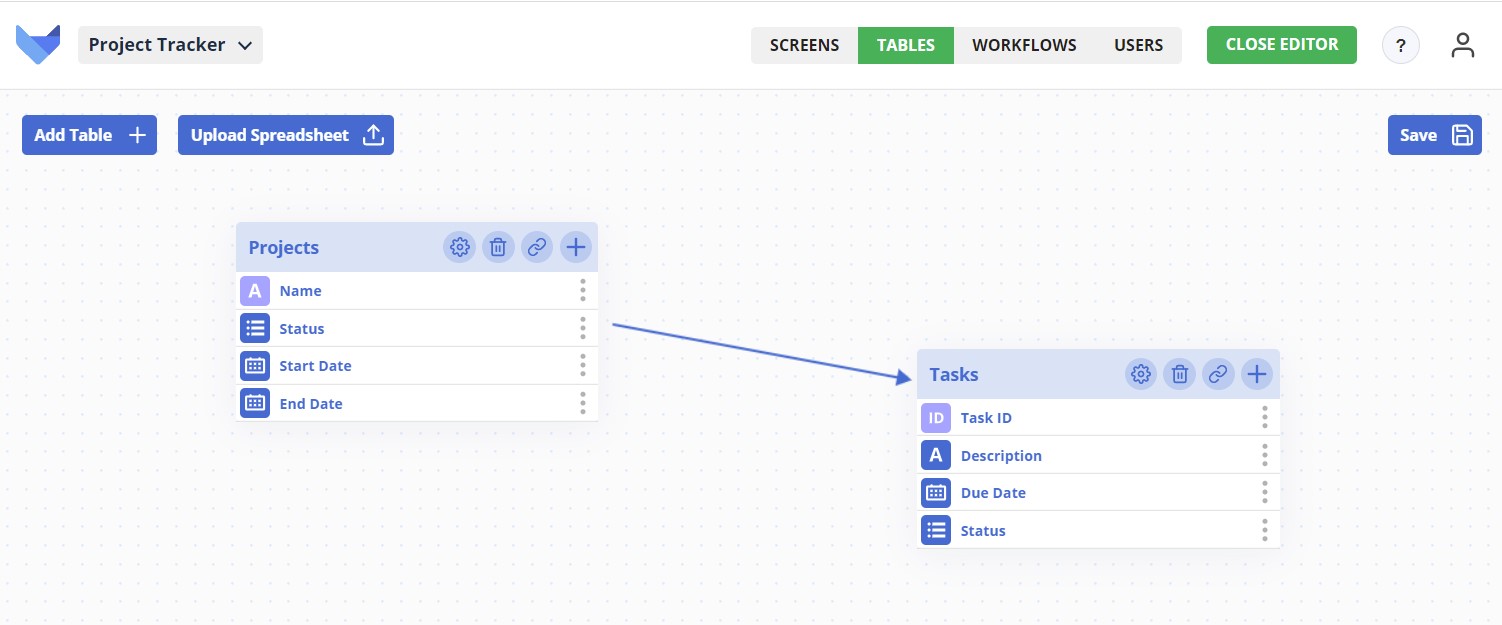 Project Tracker
SCREENS
TABLES
WORKFLOWS
USERS
CLOSE EDITOR
?
Add Table
Upload Spreadsheet
Save
Projects
A Name
Status
Start Date
End Date
Tasks
ID Task ID
A Description
Due Date
Status